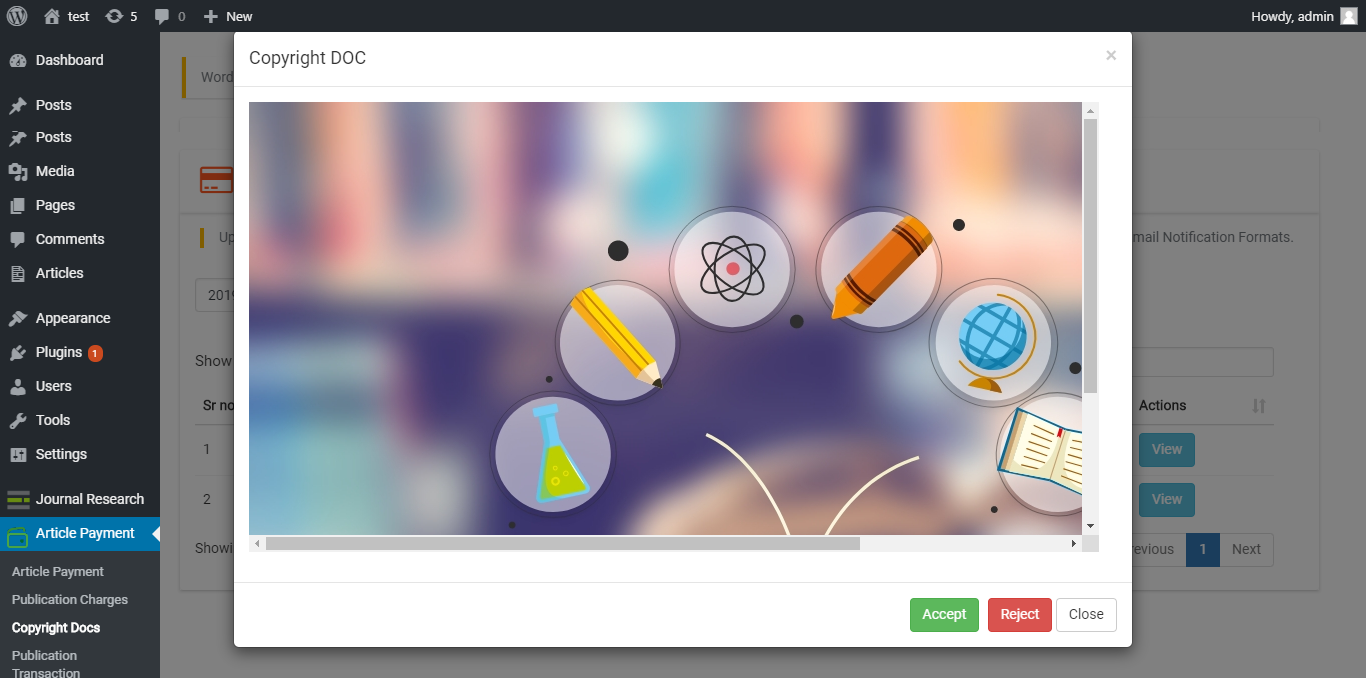 test 5 0 New Howdy, admin
Dashboard
Posts
Posts
Media
Pages
Comments
Articles
Appearance
Plugins 1
Users
Tools
Settings
Journal Research
Article Payment
Article Payment
Publication Charges
Copyright Docs
Publication
Transaction
Copyright DOC ×
Word
Up
mail Notification Formats.
2019
Show
Sr no Actions
1 View
2 View
Showi
evious 1 Next
Accept Reject Close